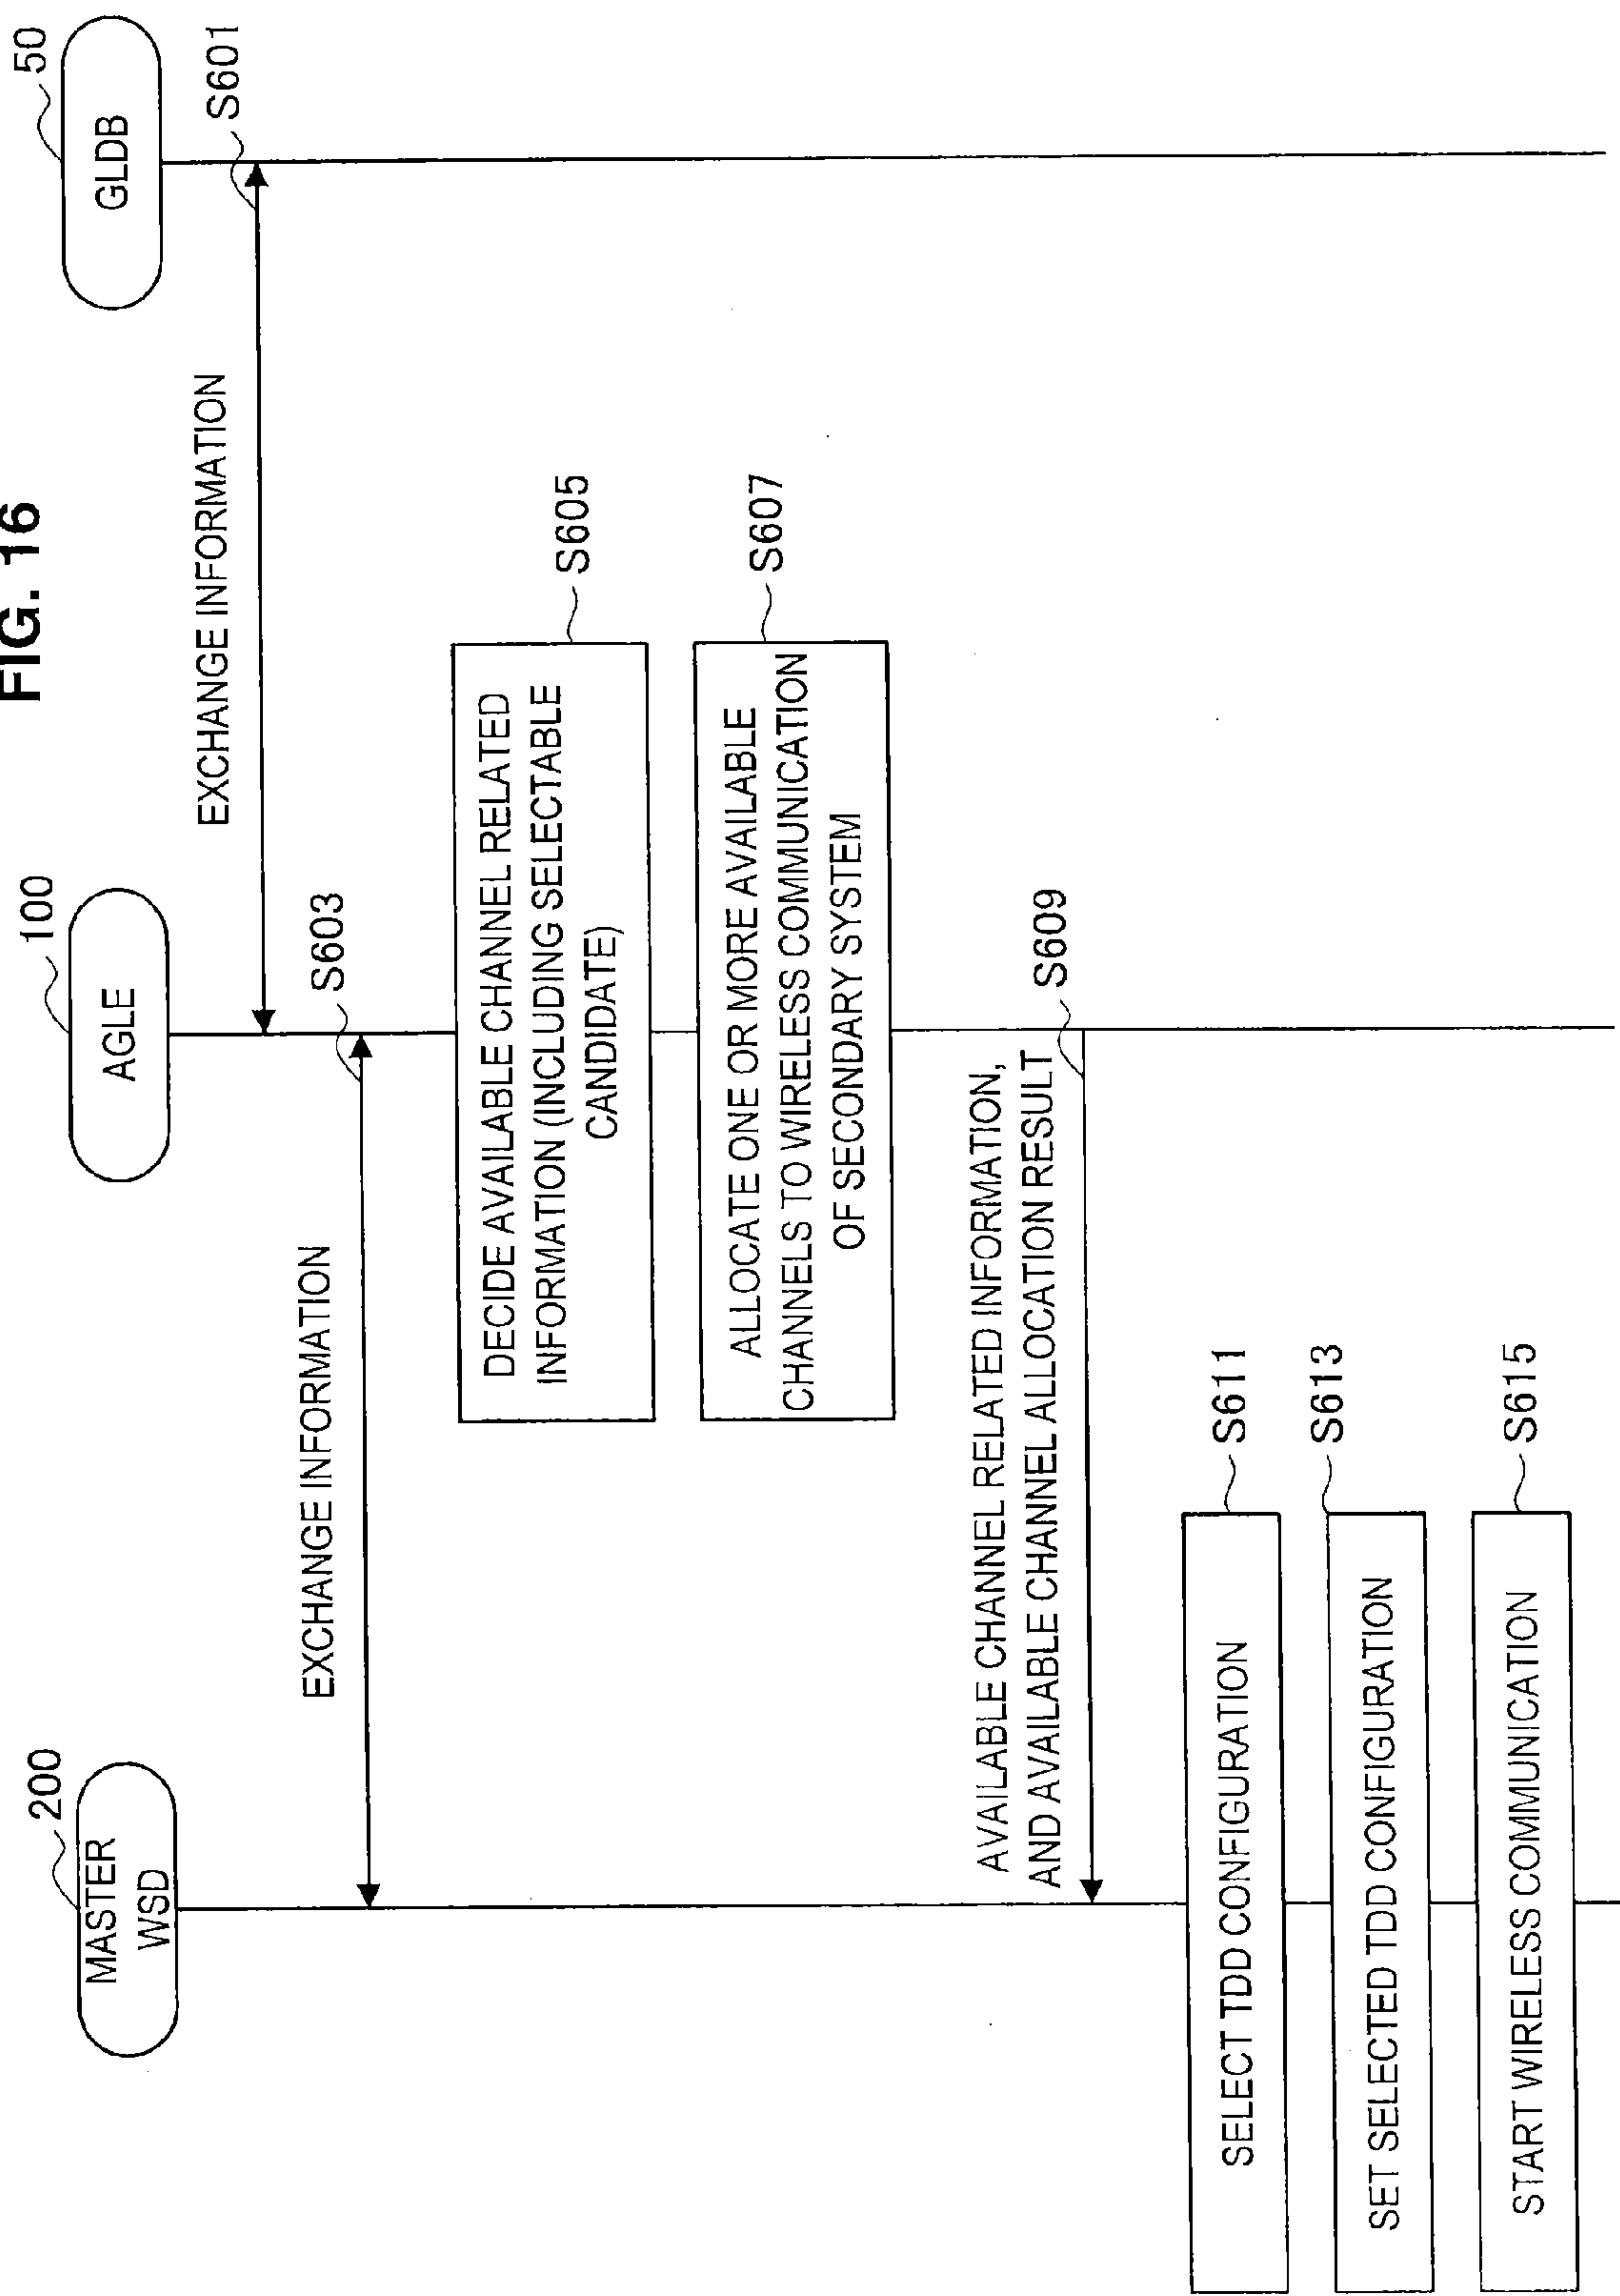 FIG. 16
200
MASTER
WSD
100
AGLE
50
GLDB
EXCHANGE INFORMATION
S601
EXCHANGE INFORMATION
S603
DECIDE AVAILABLE CHANNEL RELATED
INFORMATION (INCLUDING SELECTABLE
CANDIDATE)
S605
ALLOCATE ONE OR MORE AVAILABLE
CHANNELS TO WIRELESS COMMUNICATION
OF SECONDARY SYSTEM
S607
AVAILABLE CHANNEL RELATED INFORMATION,
AND AVAILABLE CHANNEL ALLOCATION RESULT
S609
SELECT TDD CONFIGURATION
S611
SET SELECTED TDD CONFIGURATION
S613
START WIRELESS COMMUNICATION
S615